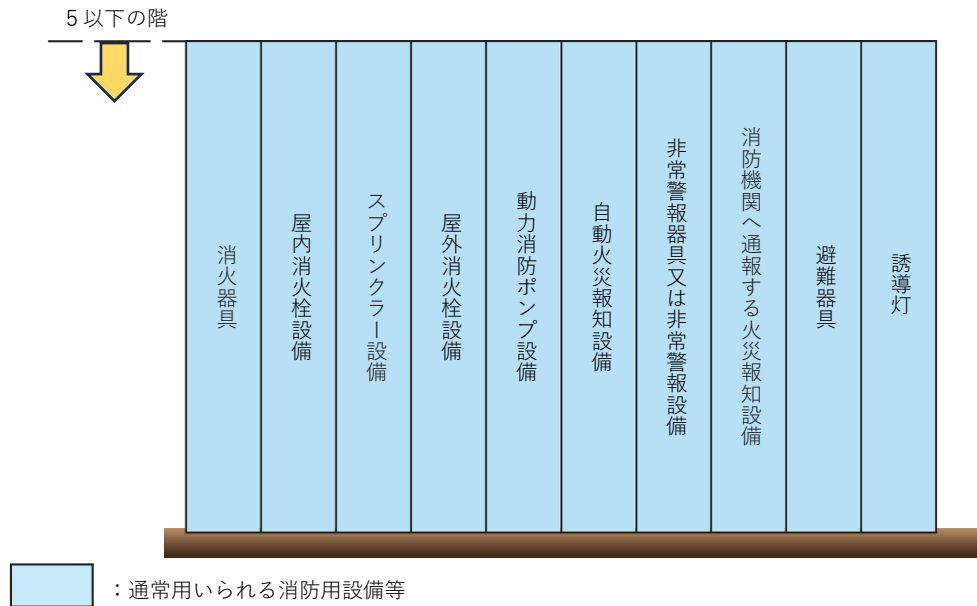 5以下の階
消火器具
屋内消火栓設備
スプリンクラー設備
屋外消火栓設備
動力消防ポンプ設備
自動火災報知設備
非常警報器具又は非常警報設備
消防機関へ通報する火災報知設備
避難器具
誘導灯
：通常用いられる消防用設備等